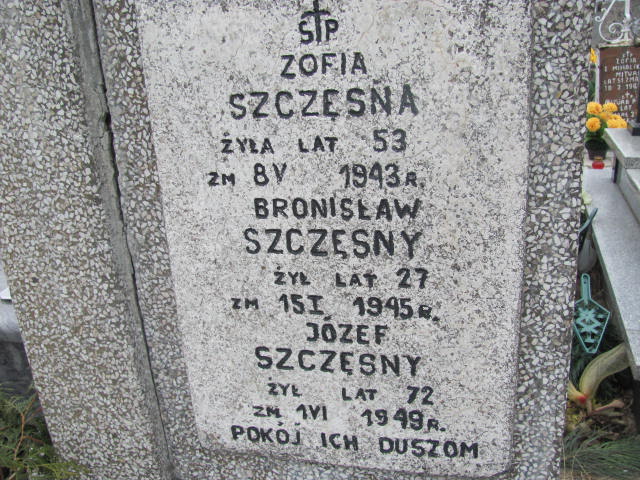 ŚP
ZOFIA
SZCZĘSNA
ŻYŁA LAT 53
ZM 8 V 1943 R.
BRONISŁAW
SZCZĘSNY
ŻYŁ LAT 27
ZM 15 I 1945 R.
JÓZEF
SZCZĘSNY
ŻYŁ LAT 72
ZM. 1 VI 1949 R.
POKÓJ ICH DUSZOM
ZOFIA